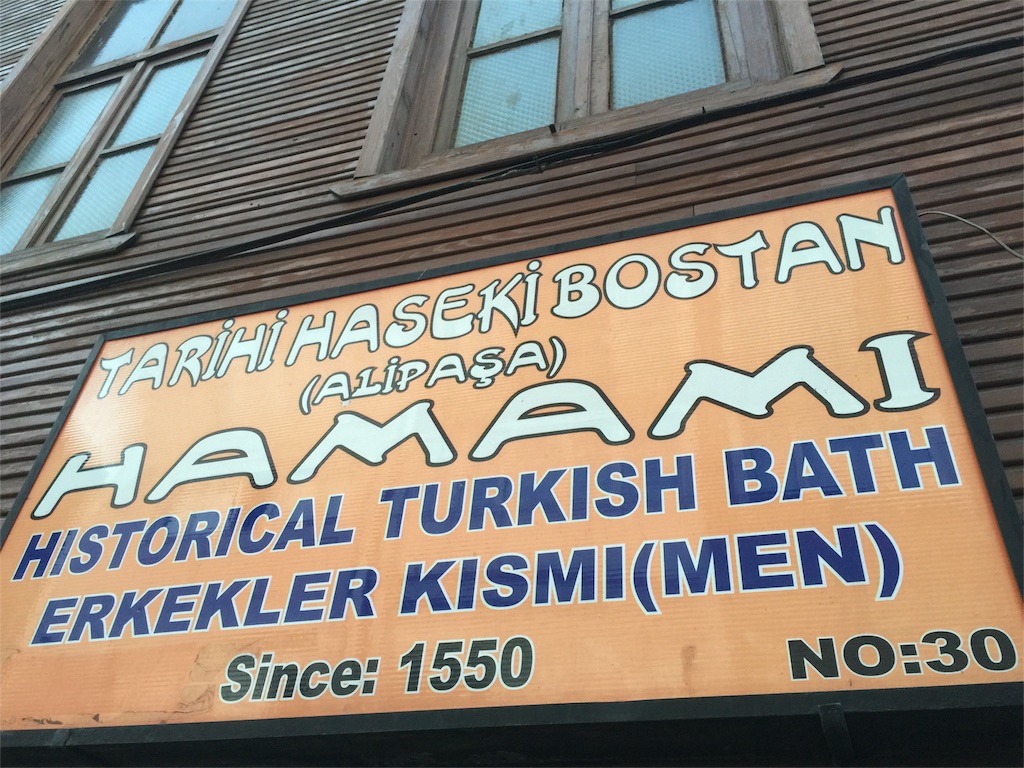 TARİHİ HASEKİ BOSTAN
(ALİPAŞA)
HAMAMI
HISTORICAL TURKISH BATH
ERKEKLER KISMI(MEN)
Since: 1550
NO:30